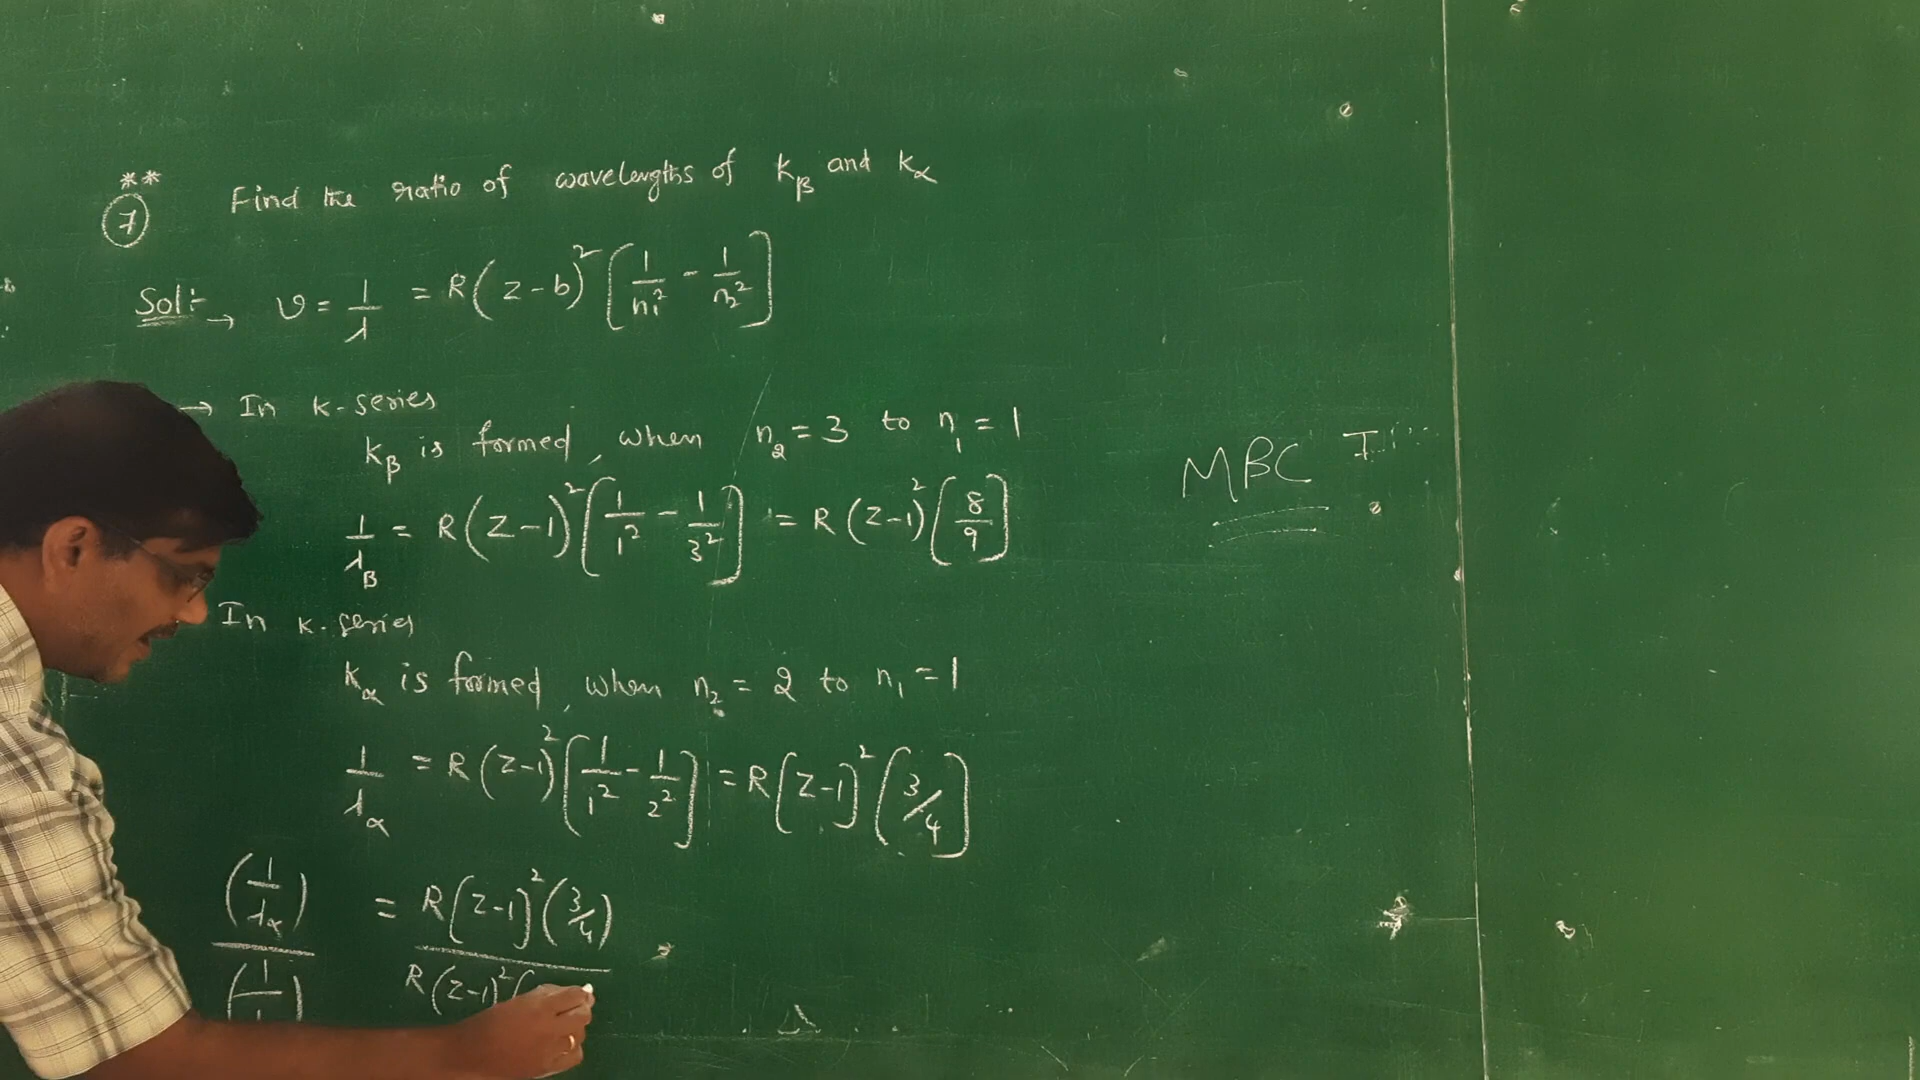 **
7 Find the ratio of wavelengths of Kβ and Kα
Sol:- → ʋ = 1/λ = R(Z-b)² [1/n₁² - 1/n₂²]
→ In K-series
Kβ is formed, when n₂ = 3 to n₁ = 1
1/λβ = R(Z-1)² [1/1² - 1/3²] = R(Z-1)² [8/9]
In K-series
Kα is formed, when n₂ = 2 to n₁ = 1
1/λα = R(Z-1)² [1/1² - 1/2²] = R[Z-1]² (3/4)
(1/λα) = R[Z-1]² (3/4)
(1/ R(Z-1)² (
MBC